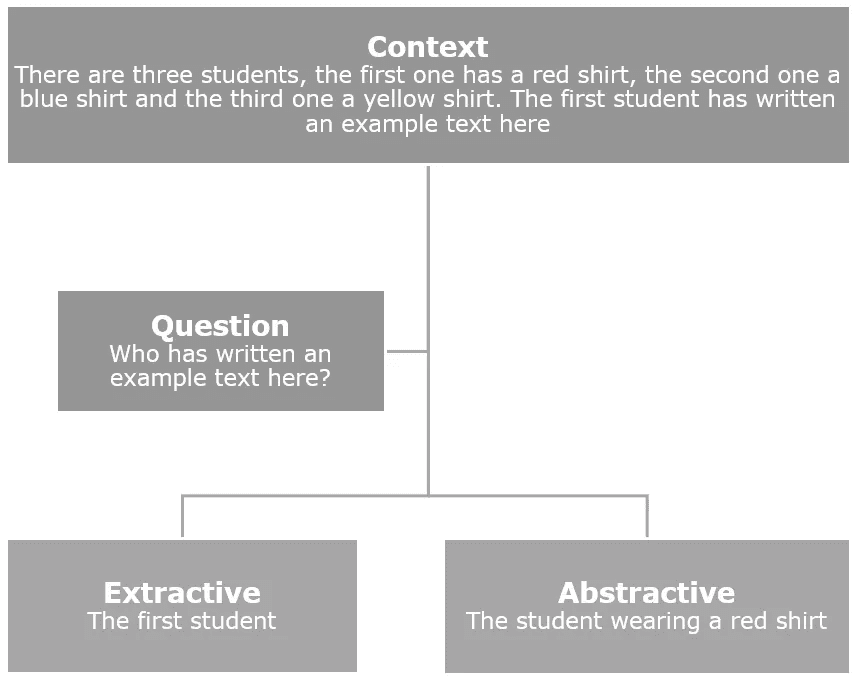 Context
There are three students, the first one has a red shirt, the second one a
blue shirt and the third one a yellow shirt. The first student has written
an example text here
Question
Who has written an
example text here?
Extractive
The first student
Abstractive
The student wearing a red shirt